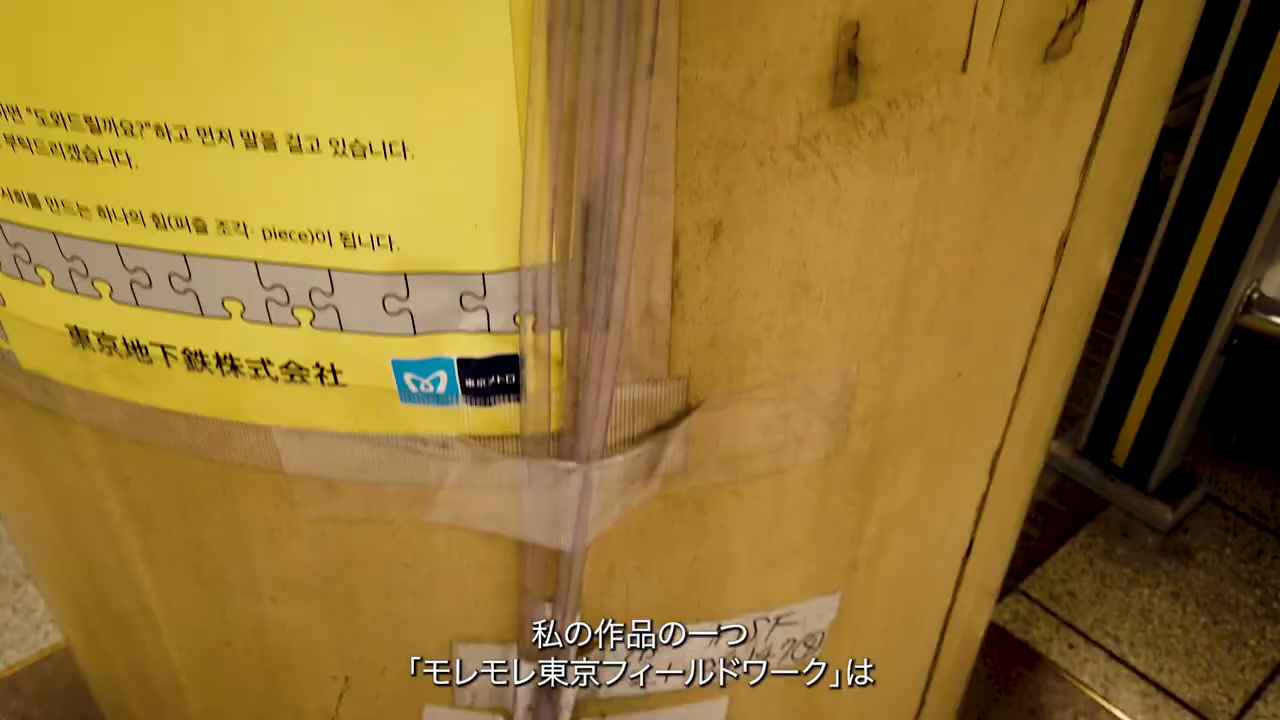 하면 "도와드릴까요?"하고 먼저 말을 걸고 있습니다.
부탁드리겠습니다.
사회를 만드는 하나의 힘(퍼즐 조각· piece)이 됩니다.
東京地下鉄株式会社
東京メトロ
私の作品の一つ
「モレモレ東京フィールドワーク」は